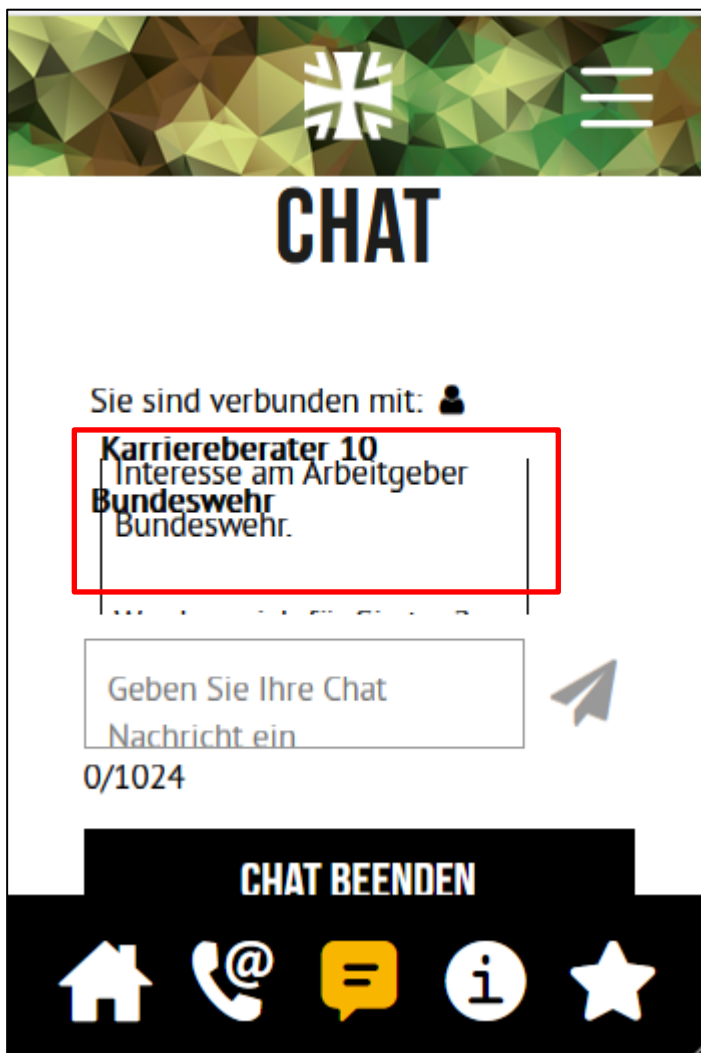 CHAT
Sie sind verbunden mit:
Karriereberater 10
Interesse am Arbeitgeber
Bundeswehr
Bundeswehr.
Geben Sie Ihre Chat
Nachricht ein
0/1024
CHAT BEENDEN